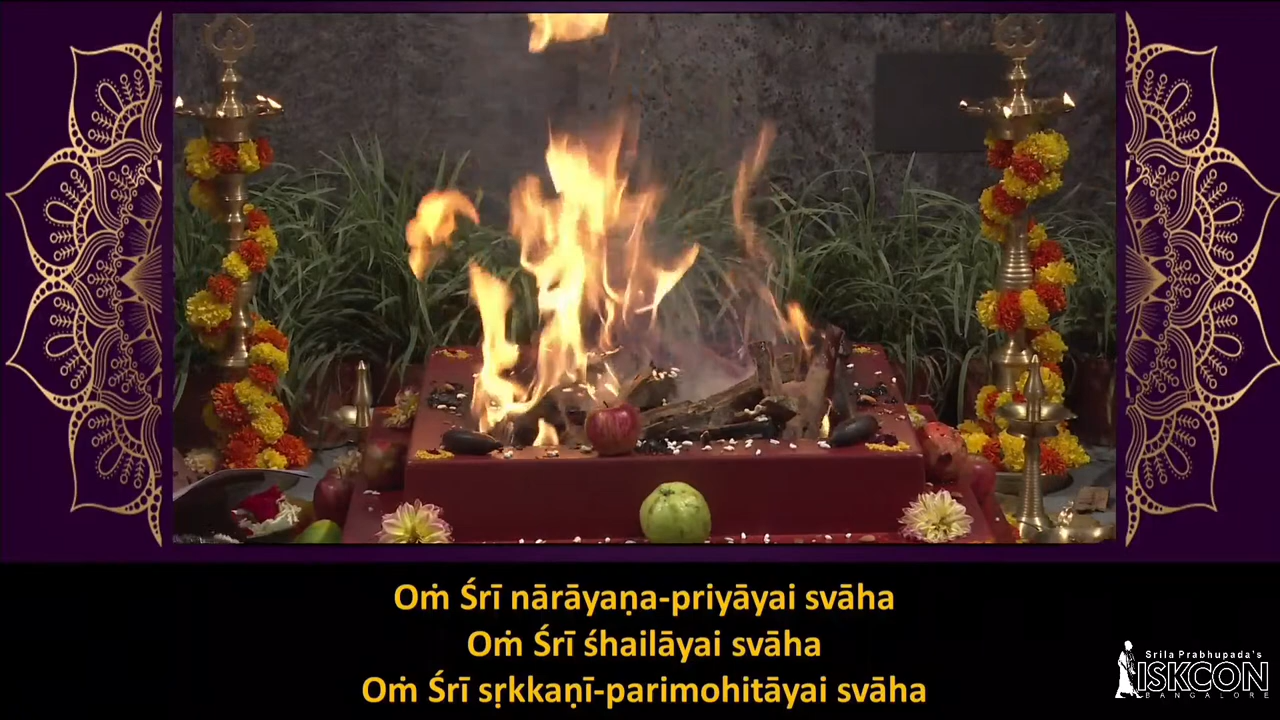 Oṁ Śrī nārāyaṇa-priyāyai svāha
Oṁ Śrī śhailāyai svāha
Oṁ Śrī sṛkkaṇī-parimohitāyai svāha
Srila Prabhupada's
ISKCON
BANGALORE